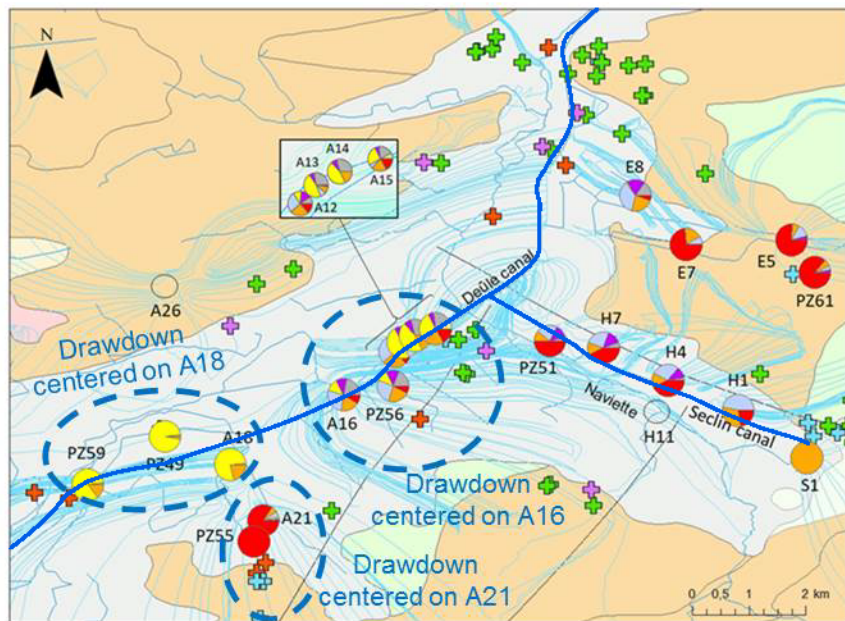 N
A14
A13
A15
A12
E8
E7
E5
PZ61
A26
Deûle canal
H7
PZ51
H4
H1
Naviette
Seclin canal
H11
S1
Drawdown
centered on A18
PZ56
A16
PZ59
PZ49
A18
Drawdown
centered on A16
A21
PZ55
Drawdown
centered on A21
0 0,5 1 2 km